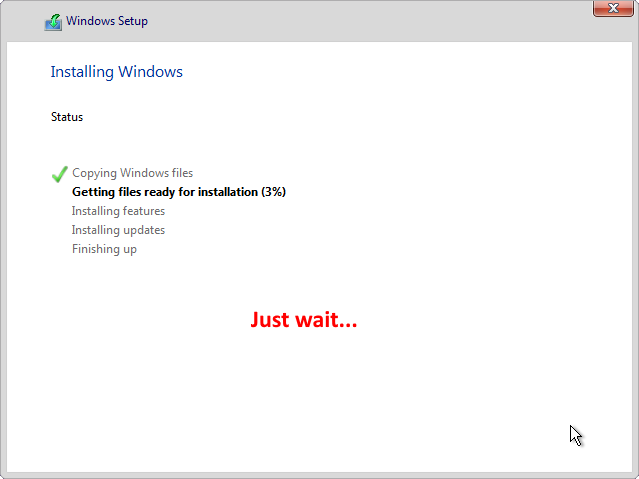 Windows Setup
Installing Windows
Status
Copying Windows files
Getting files ready for installation (3%)
Installing features
Installing updates
Finishing up
Just wait...